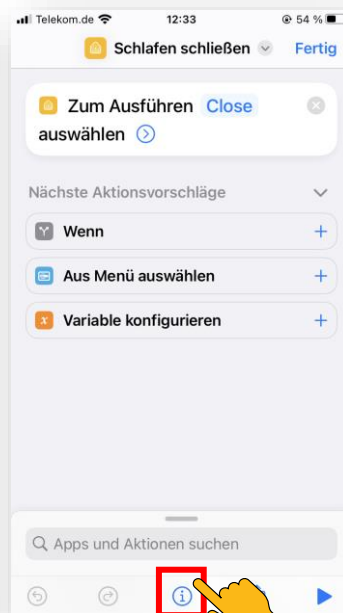 Telekom.de 12:33 54 %
Schlafen schließen Fertig
Zum Ausführen Close
auswählen
Nächste Aktionsvorschläge
Wenn
Aus Menü auswählen
x Variable konfigurieren
Apps und Aktionen suchen